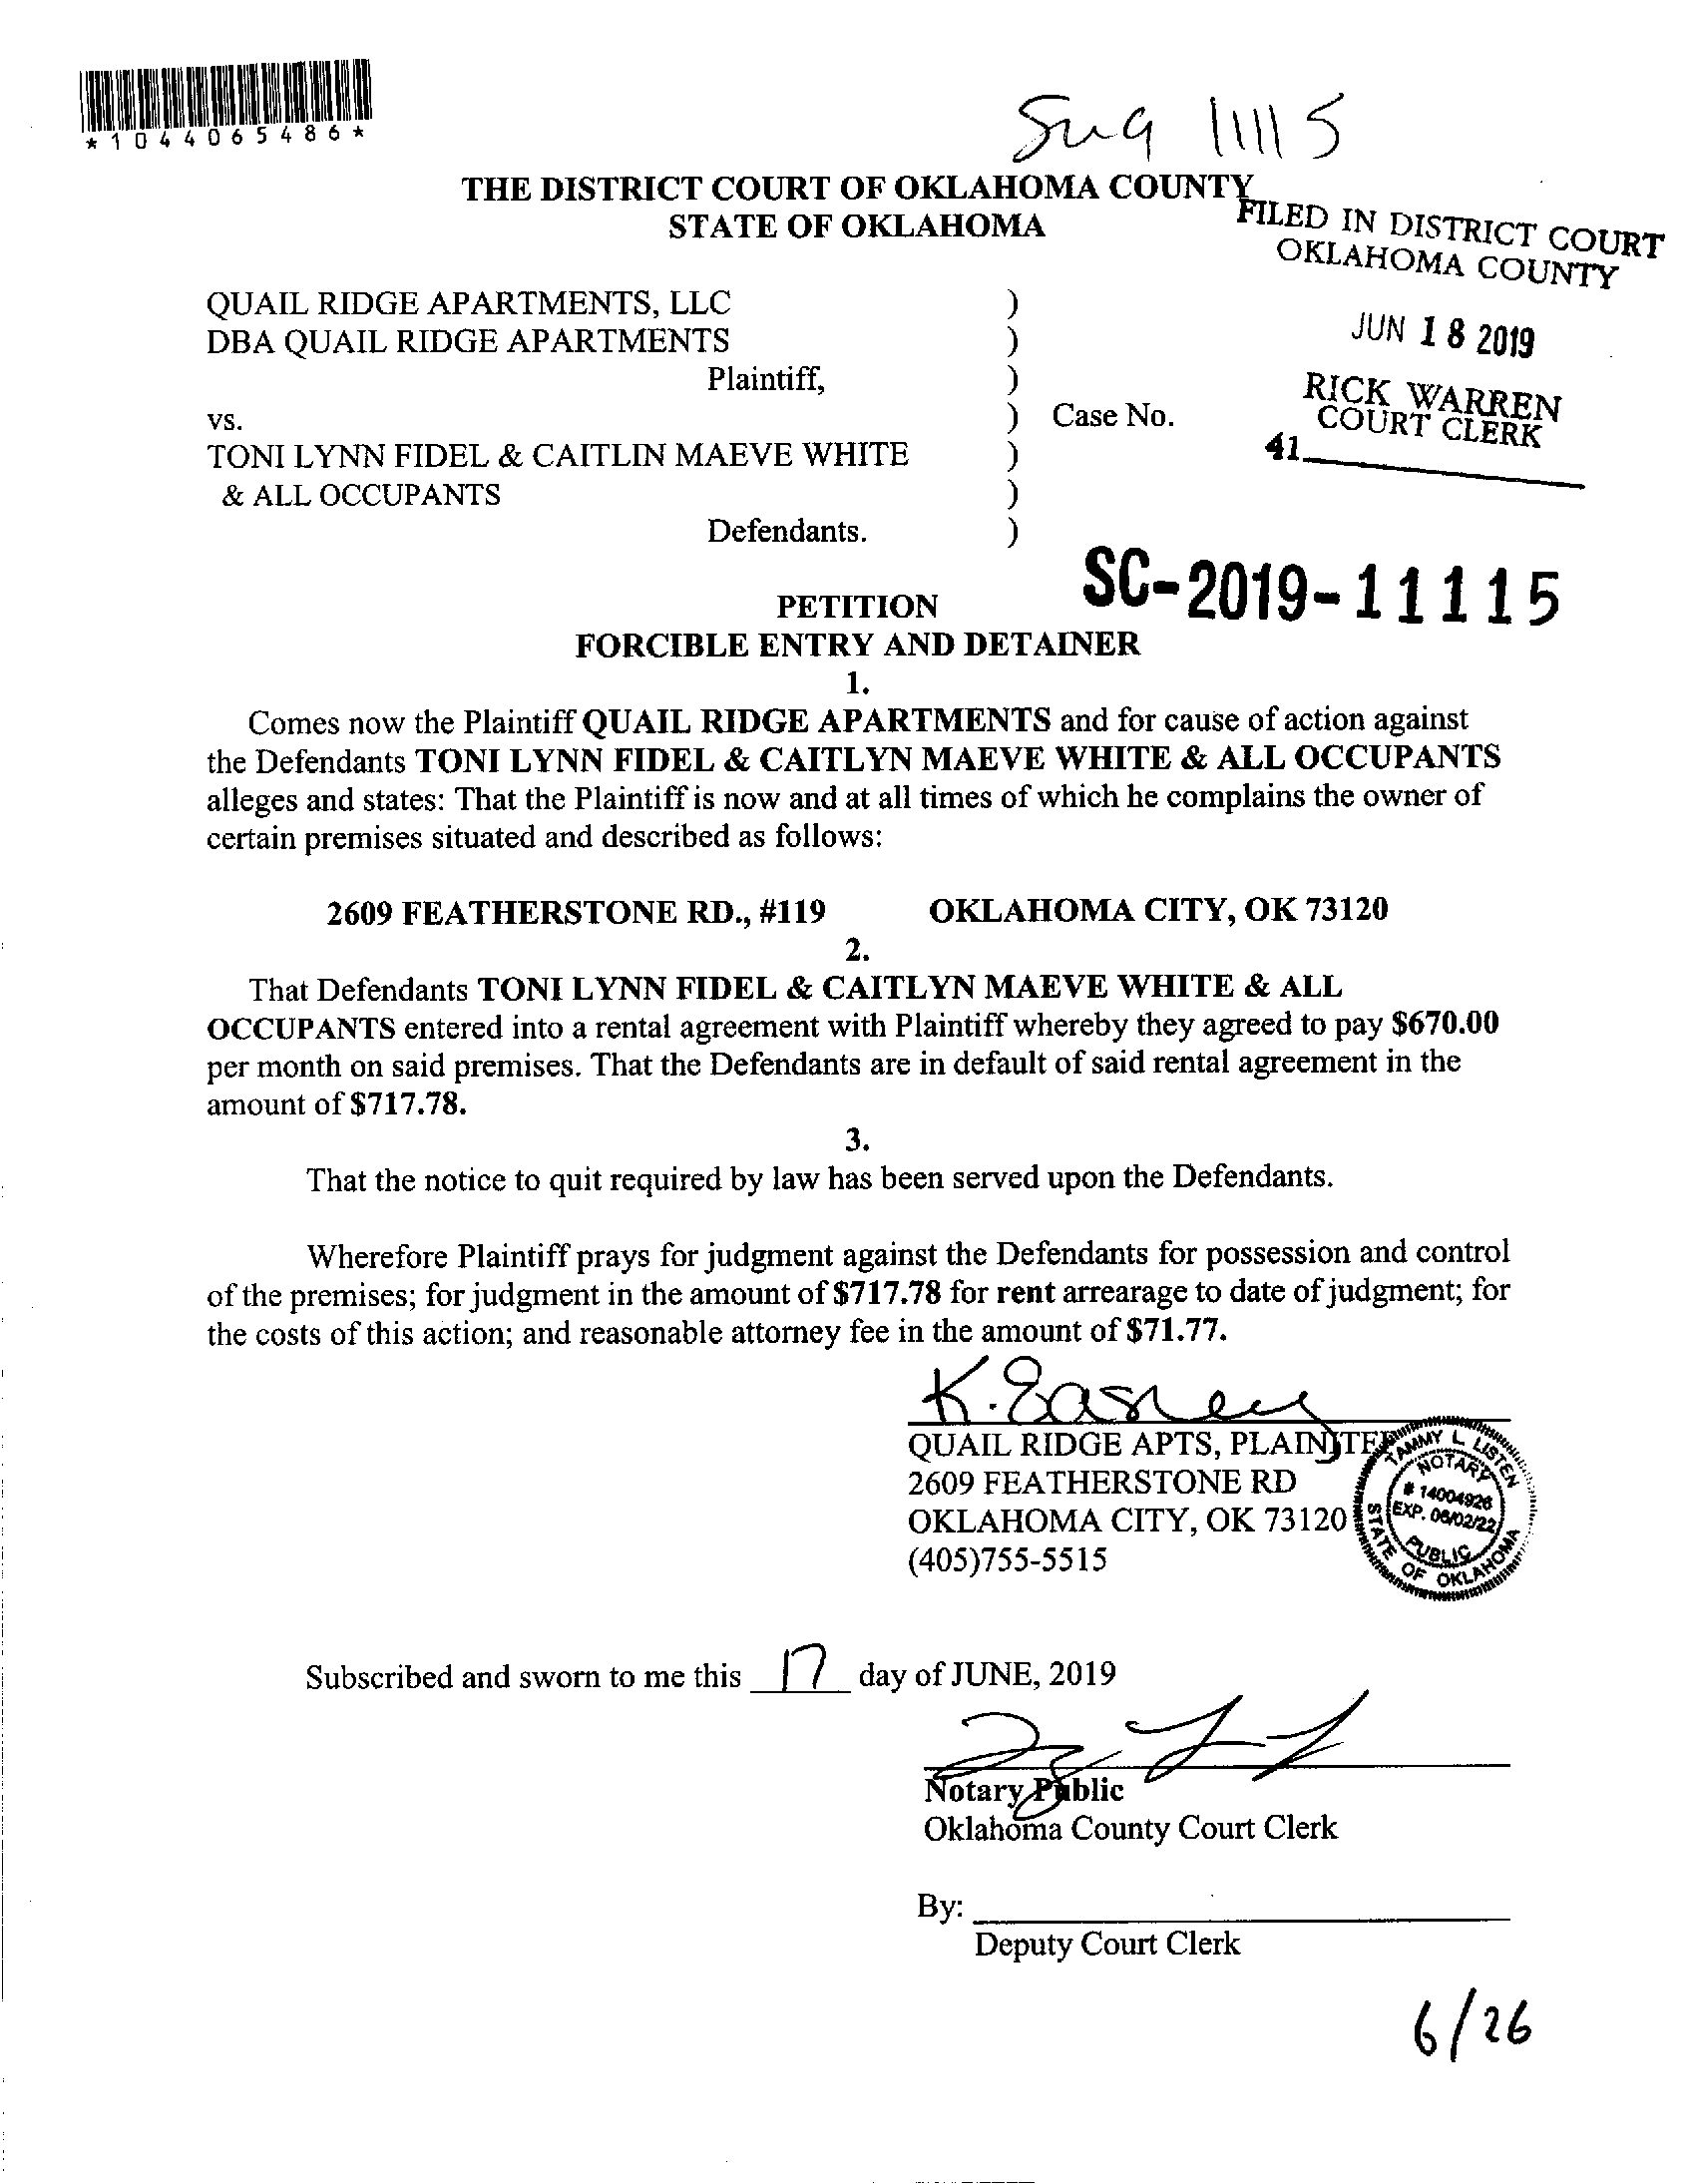 *1044065486*
11115
THE DISTRICT COURT OF OKLAHOMA COUNTY
STATE OF OKLAHOMA
FILED IN DISTRICT COURT
OKLAHOMA COUNTY
JUN 18 2019
RICK WARREN
COURT CLERK
41
QUAIL RIDGE APARTMENTS, LLC )
DBA QUAIL RIDGE APARTMENTS )
Plaintiff, )
vs. ) Case No.
TONI LYNN FIDEL & CAITLIN MAEVE WHITE )
& ALL OCCUPANTS )
Defendants. )
SC-2019-11115
PETITION
FORCIBLE ENTRY AND DETAINER
1.
Comes now the Plaintiff QUAIL RIDGE APARTMENTS and for cause of action against
the Defendants TONI LYNN FIDEL & CAITLYN MAEVE WHITE & ALL OCCUPANTS
alleges and states: That the Plaintiff is now and at all times of which he complains the owner of
certain premises situated and described as follows:
2609 FEATHERSTONE RD., #119 OKLAHOMA CITY, OK 73120
2.
That Defendants TONI LYNN FIDEL & CAITLYN MAEVE WHITE & ALL
OCCUPANTS entered into a rental agreement with Plaintiff whereby they agreed to pay $670.00
per month on said premises. That the Defendants are in default of said rental agreement in the
amount of $717.78.
3.
That the notice to quit required by law has been served upon the Defendants.
Wherefore Plaintiff prays for judgment against the Defendants for possession and control
of the premises; for judgment in the amount of $717.78 for rent arrearage to date of judgment; for
the costs of this action; and reasonable attorney fee in the amount of $71.77.
K. Easley
QUAIL RIDGE APTS, PLAINTIFF
2609 FEATHERSTONE RD
OKLAHOMA CITY, OK 73120
(405)755-5515
TAMMY L LISTEN
NOTARY
# 14004926
EXP. 06/02/22
PUBLIC
STATE OF OKLAHOMA
Subscribed and sworn to me this 17 day of JUNE, 2019
Notary Public
Oklahoma County Court Clerk
By:
Deputy Court Clerk
6/26